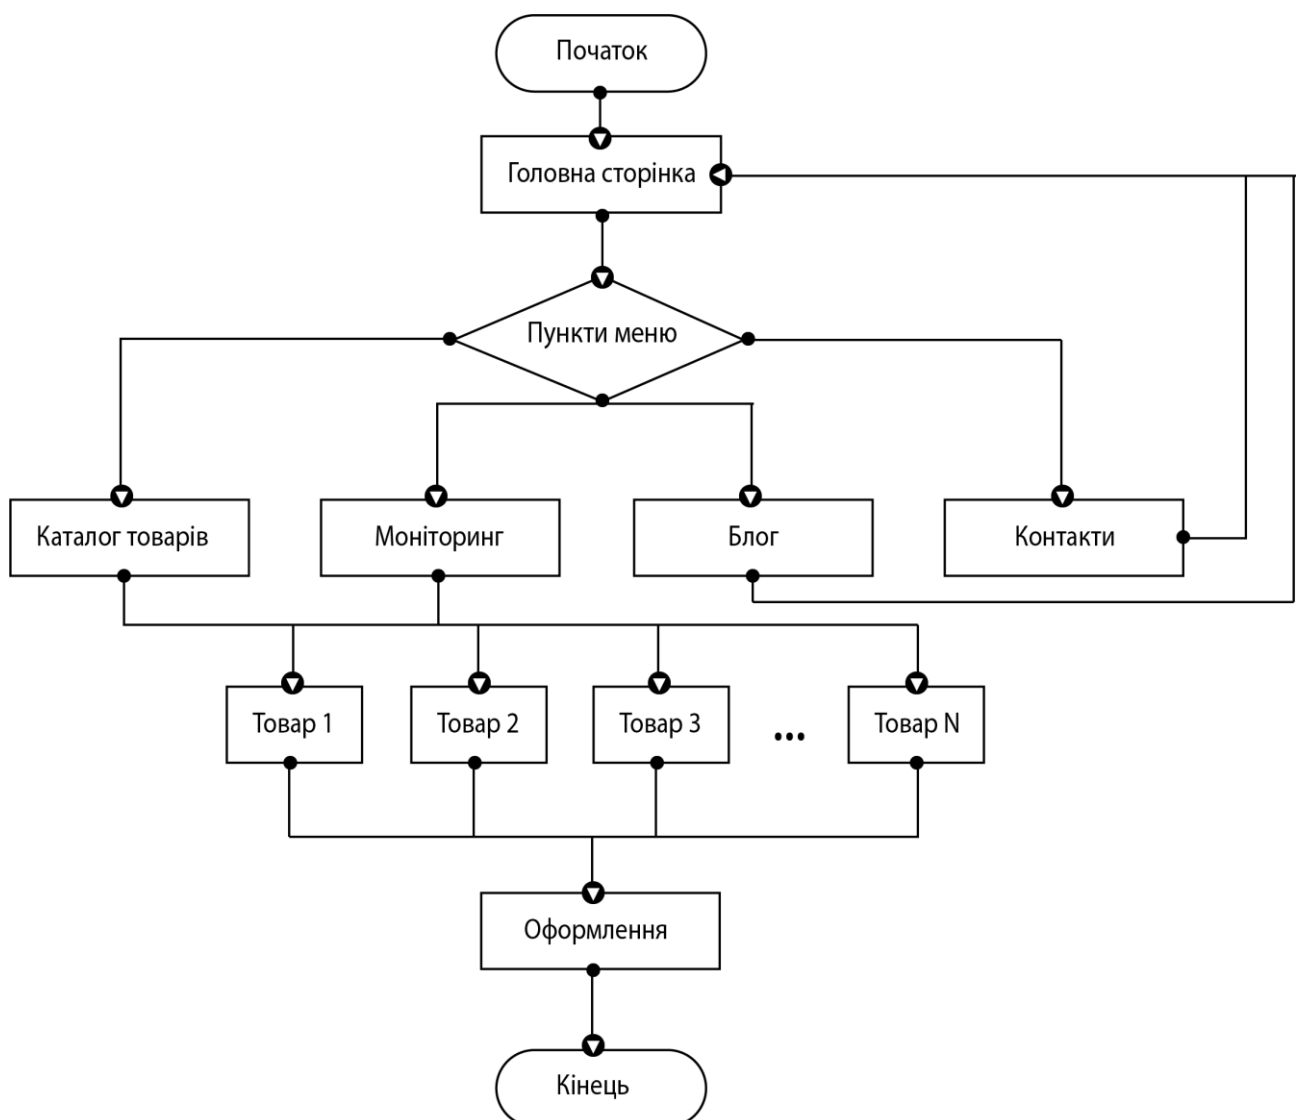 Початок
Головна сторінка
Пункти меню
Каталог товарів
Моніторинг
Блог
Контакти
Товар 1
Товар 2
Товар 3
...
Товар N
Оформлення
Кінець